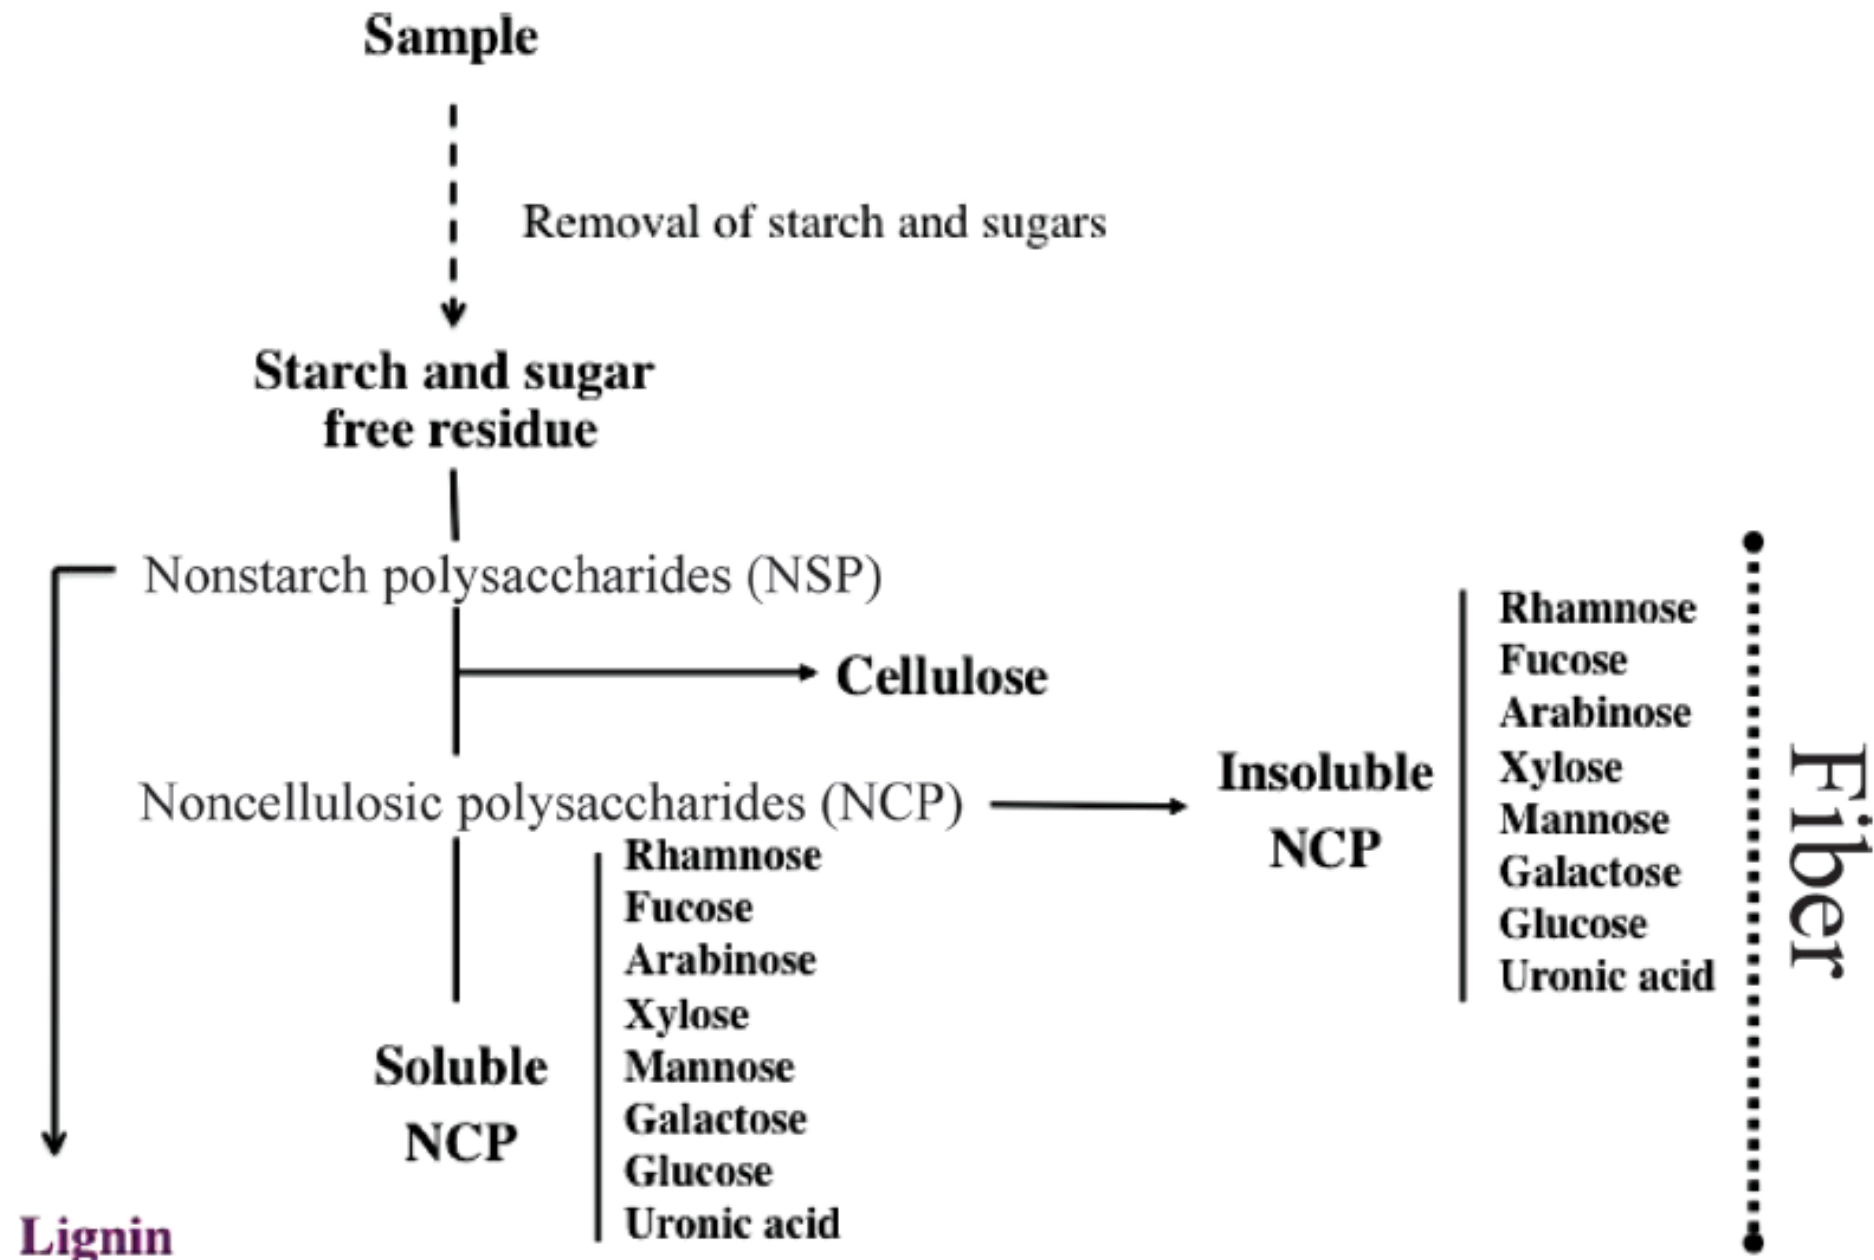 Sample
Removal of starch and sugars
Starch and sugar
free residue
Nonstarch polysaccharides (NSP)
Cellulose
Noncellulosic polysaccharides (NCP)
Rhamnose
Fucose
Arabinose
Xylose
Mannose
Galactose
Glucose
Uronic acid
Soluble
NCP
Lignin
Insoluble
NCP
Rhamnose
Fucose
Arabinose
Xylose
Mannose
Galactose
Glucose
Uronic acid
Fiber